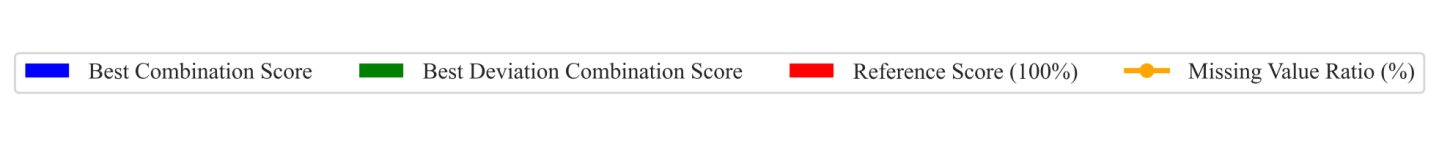 Best Combination Score Best Deviation Combination Score Reference Score (100%) Missing Value Ratio (%)